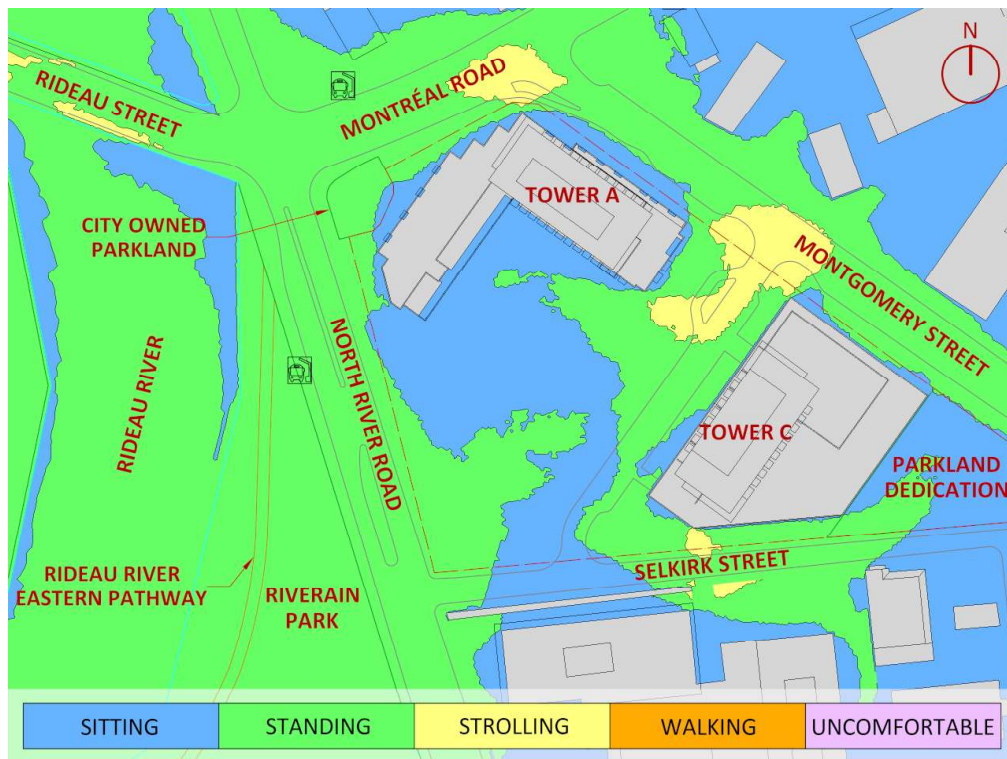 N
RIDEAU STREET
MONTRÉAL ROAD
TOWER A
CITY OWNED
PARKLAND
MONTGOMERY STREET
NORTH RIVER ROAD
RIDEAU RIVER
TOWER C
PARKLAND
DEDICATION
RIDEAU RIVER
EASTERN PATHWAY
RIVERAIN
PARK
SELKIRK STREET
SITTING
STANDING
STROLLING
WALKING
UNCOMFORTABLE